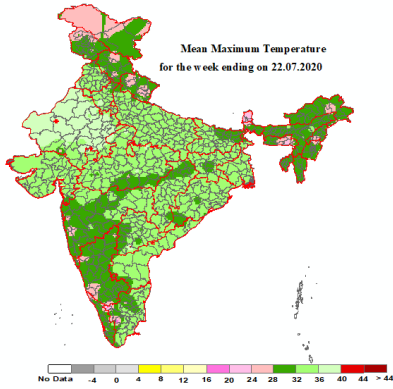 Mean Maximum Temperature
for the week ending on 22.07.2020
No Data -4 0 4 8 12 16 20 24 28 32 36 40 44 > 44